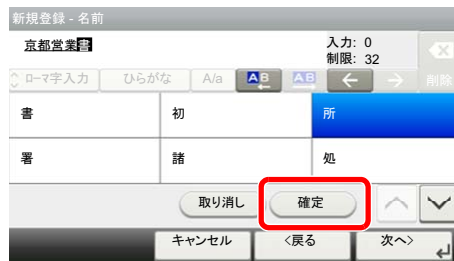 新規登録 - 名前
京都営業書
入力: 0
制限: 32
ローマ字入力 ひらがな A/a AB AB 削除
書 初 所
署 諸 処
取り消し 確定
キャンセル <戻る 次へ>